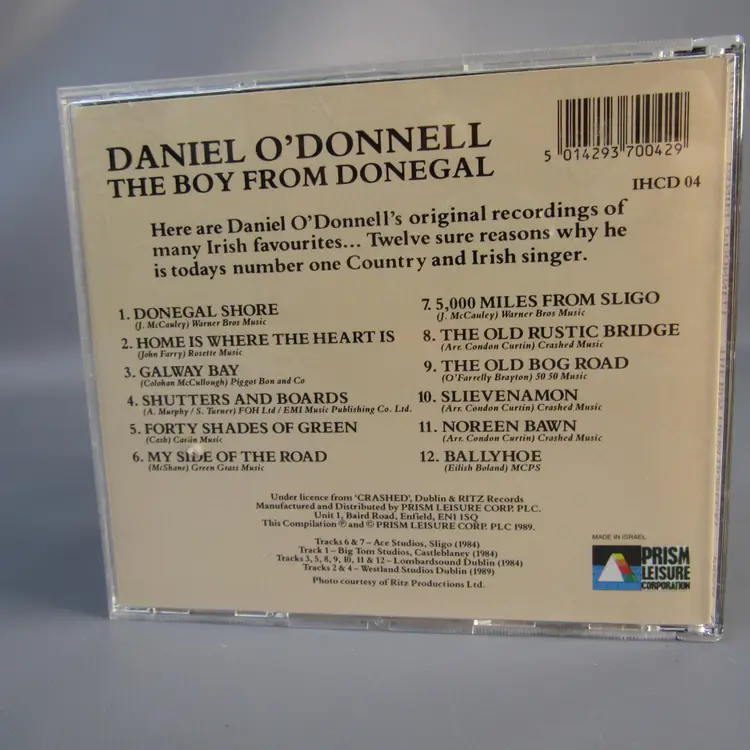 DANIEL O'DONNELL
THE BOY FROM DONEGAL
5 014293 700429
IHCD 04
Here are Daniel O'Donnell's original recordings of
many Irish favourites... Twelve sure reasons why he
is todays number one Country and Irish singer.
1. DONEGAL SHORE
(J. McCauley) Warner Bros Music
2. HOME IS WHERE THE HEART IS
(John Farry) Rosette Music
3. GALWAY BAY
(Colohan McCullough) Piggot Bon and Co
4. SHUTTERS AND BOARDS
(A. Murphy / S. Turner) FOH Ltd / EMI Music Publishing Co. Ltd.
5. FORTY SHADES OF GREEN
(Cash) Carlin Music
6. MY SIDE OF THE ROAD
(McShane) Green Grass Music
7. 5,000 MILES FROM SLIGO
(J. McCauley) Warner Bros Music
8. THE OLD RUSTIC BRIDGE
(Arr. Condon Curtin) Crashed Music
9. THE OLD BOG ROAD
(O'Farrelly Brayton) 50 50 Music
10. SLIEVENAMON
(Arr. Condon Curtin) Crashed Music
11. NOREEN BAWN
(Arr. Condon Curtin) Crashed Music
12. BALLYHOE
(Eilish Boland) MCPS
Under licence from 'CRASHED', Dublin & RITZ Records
Manufactured and Distributed by PRISM LEISURE CORP. PLC.
Unit 1, Baird Road, Enfield, EN1 1SQ
This Compilation ℗ and © PRISM LEISURE CORP. PLC 1989.
Tracks 6 & 7 – Ace Studios, Sligo (1984)
Track 1 – Big Tom Studios, Castleblaney (1984)
Tracks 3, 5, 8, 9, 10, 11 & 12 – Lombardsound Dublin (1984)
Tracks 2 & 4 – Westland Studios Dublin (1989)
Photo courtesy of Ritz Productions Ltd.
MADE IN ISRAEL
PRISM
LEISURE
CORPORATION